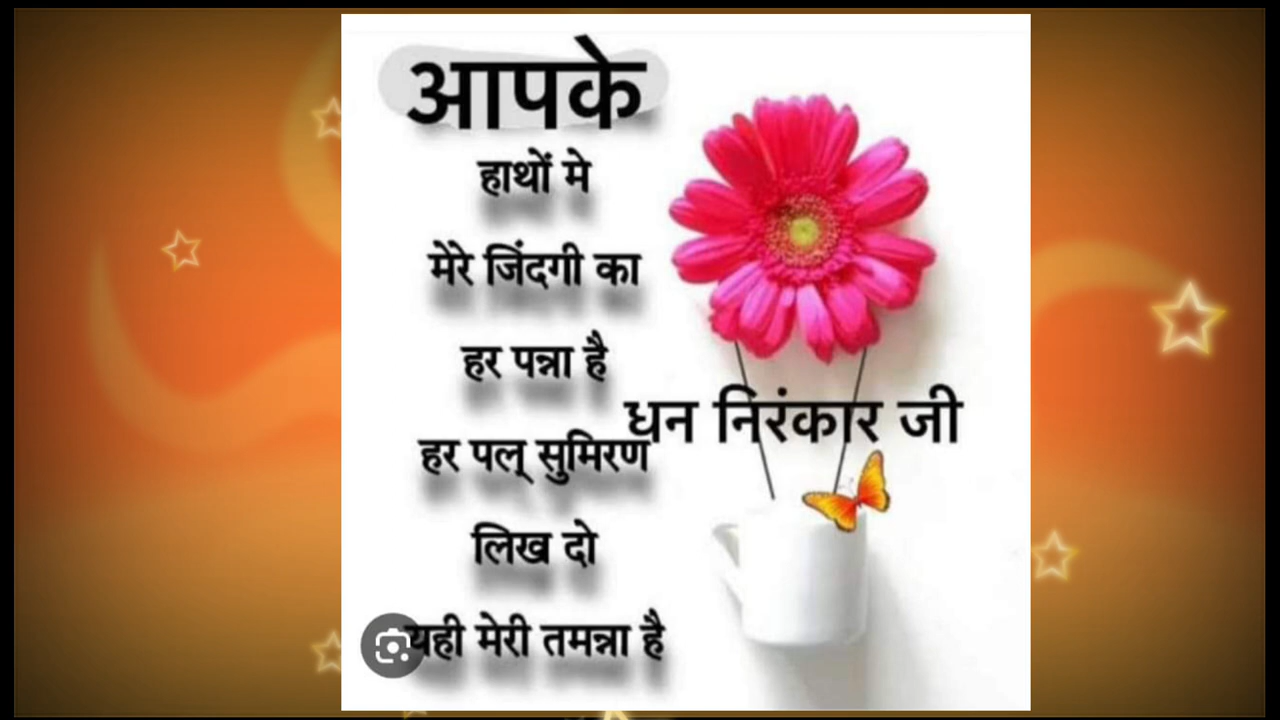 आपके
हाथों मे
मेरे जिंदगी का
हर पन्ना है
धन निरंकार जी
हर पल् सुमिरण
लिख दो
यही मेरी तमन्ना है